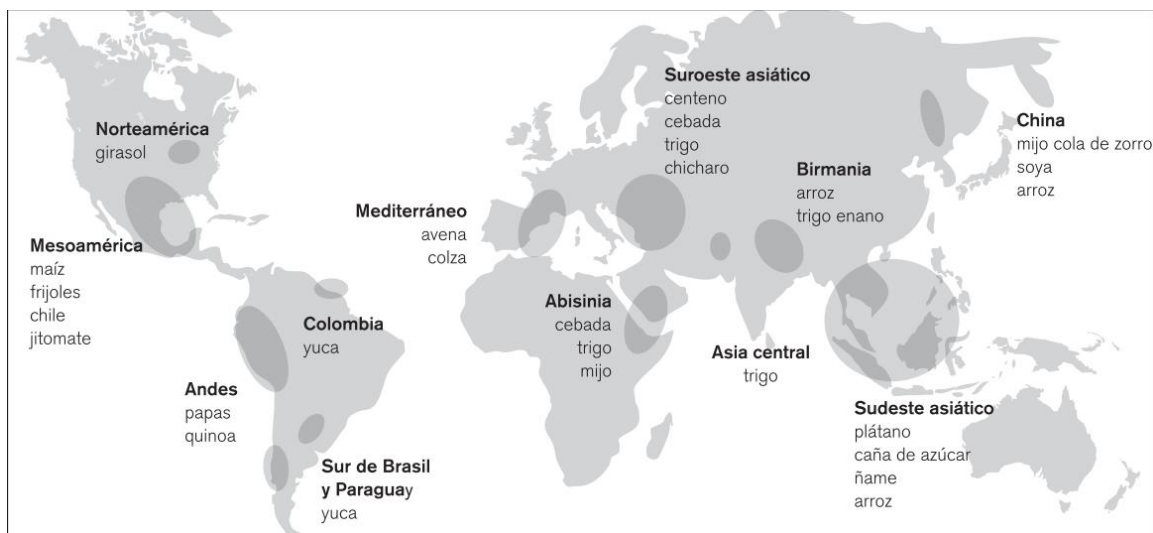 Norteamérica
girasol
Mesoamérica
maíz
frijoles
chile
jitomate
Colombia
yuca
Andes
papas
quinoa
Sur de Brasil
y Paraguay
yuca
Mediterráneo
avena
colza
Abisinia
cebada
trigo
mijo
Suroeste asiático
centeno
cebada
trigo
chicharo
Birmania
arroz
trigo enano
Asia central
trigo
China
mijo cola de zorro
soya
arroz
Sudeste asiático
plátano
caña de azúcar
ñame
arroz